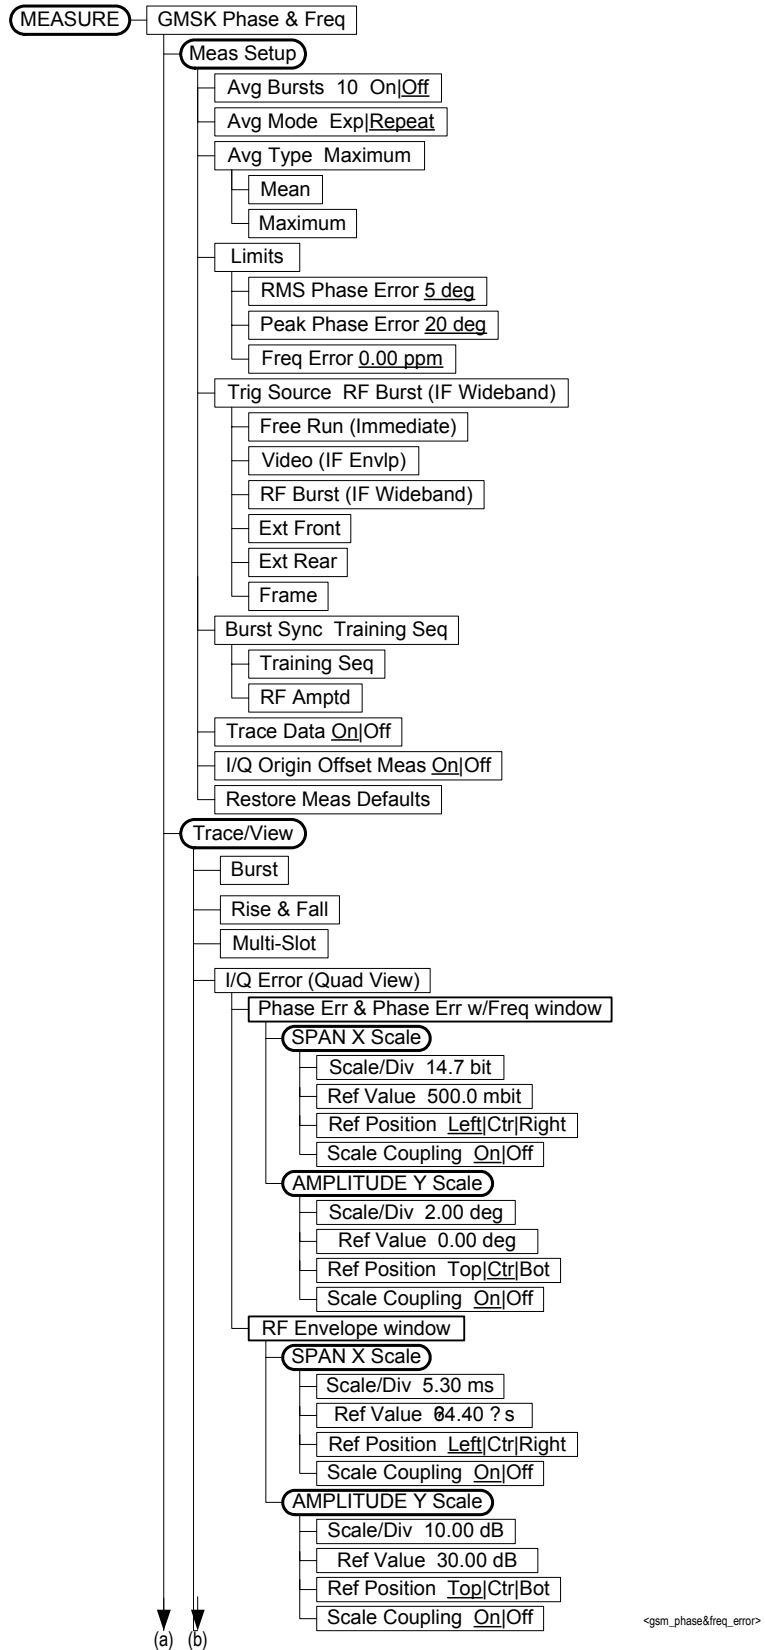 MEASURE
GMSK Phase & Freq
Meas Setup
Avg Bursts 10 On|Off
Avg Mode Exp|Repeat
Avg Type Maximum
Mean
Maximum
Limits
RMS Phase Error 5 deg
Peak Phase Error 20 deg
Freq Error 0.00 ppm
Trig Source RF Burst (IF Wideband)
Free Run (Immediate)
Video (IF Envlp)
RF Burst (IF Wideband)
Ext Front
Ext Rear
Frame
Burst Sync Training Seq
Training Seq
RF Amptd
Trace Data On|Off
I/Q Origin Offset Meas On|Off
Restore Meas Defaults
Trace/View
Burst
Rise & Fall
Multi-Slot
I/Q Error (Quad View)
Phase Err & Phase Err w/Freq window
SPAN X Scale
Scale/Div 14.7 bit
Ref Value 500.0 mbit
Ref Position Left|Ctr|Right
Scale Coupling On|Off
AMPLITUDE Y Scale
Scale/Div 2.00 deg
Ref Value 0.00 deg
Ref Position Top|Ctr|Bot
Scale Coupling On|Off
RF Envelope window
SPAN X Scale
Scale/Div 5.30 ms
Ref Value ? s
Ref Position Left|Ctr|Right
Scale Coupling On|Off
AMPLITUDE Y Scale
Scale/Div 10.00 dB
Ref Value 30.00 dB
Ref Position Top|Ctr|Bot
Scale Coupling On|Off
(a) (b)
<gsm_phase&freq_error>